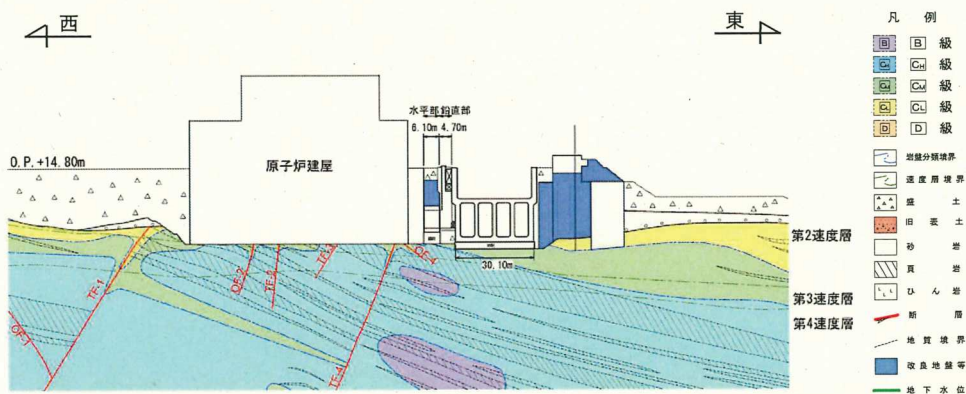 西
東
水平部鉛直部
6.10m 4.70m
原子炉建屋
O.P.+14.80m
30.10m
TF-1
OF-2
TF-2
TF-3
OF-4
OF-1
TF-4
第2速度層
第3速度層
第4速度層
凡 例
B B 級
CH CH 級
CM CM 級
CL CL 級
D D 級
岩盤分類境界
速度層境界
盛 土
旧 表 土
砂 岩
頁 岩
ひ ん 岩
断 層
地 質 境 界
改 良 地 盤 等
地 下 水 位